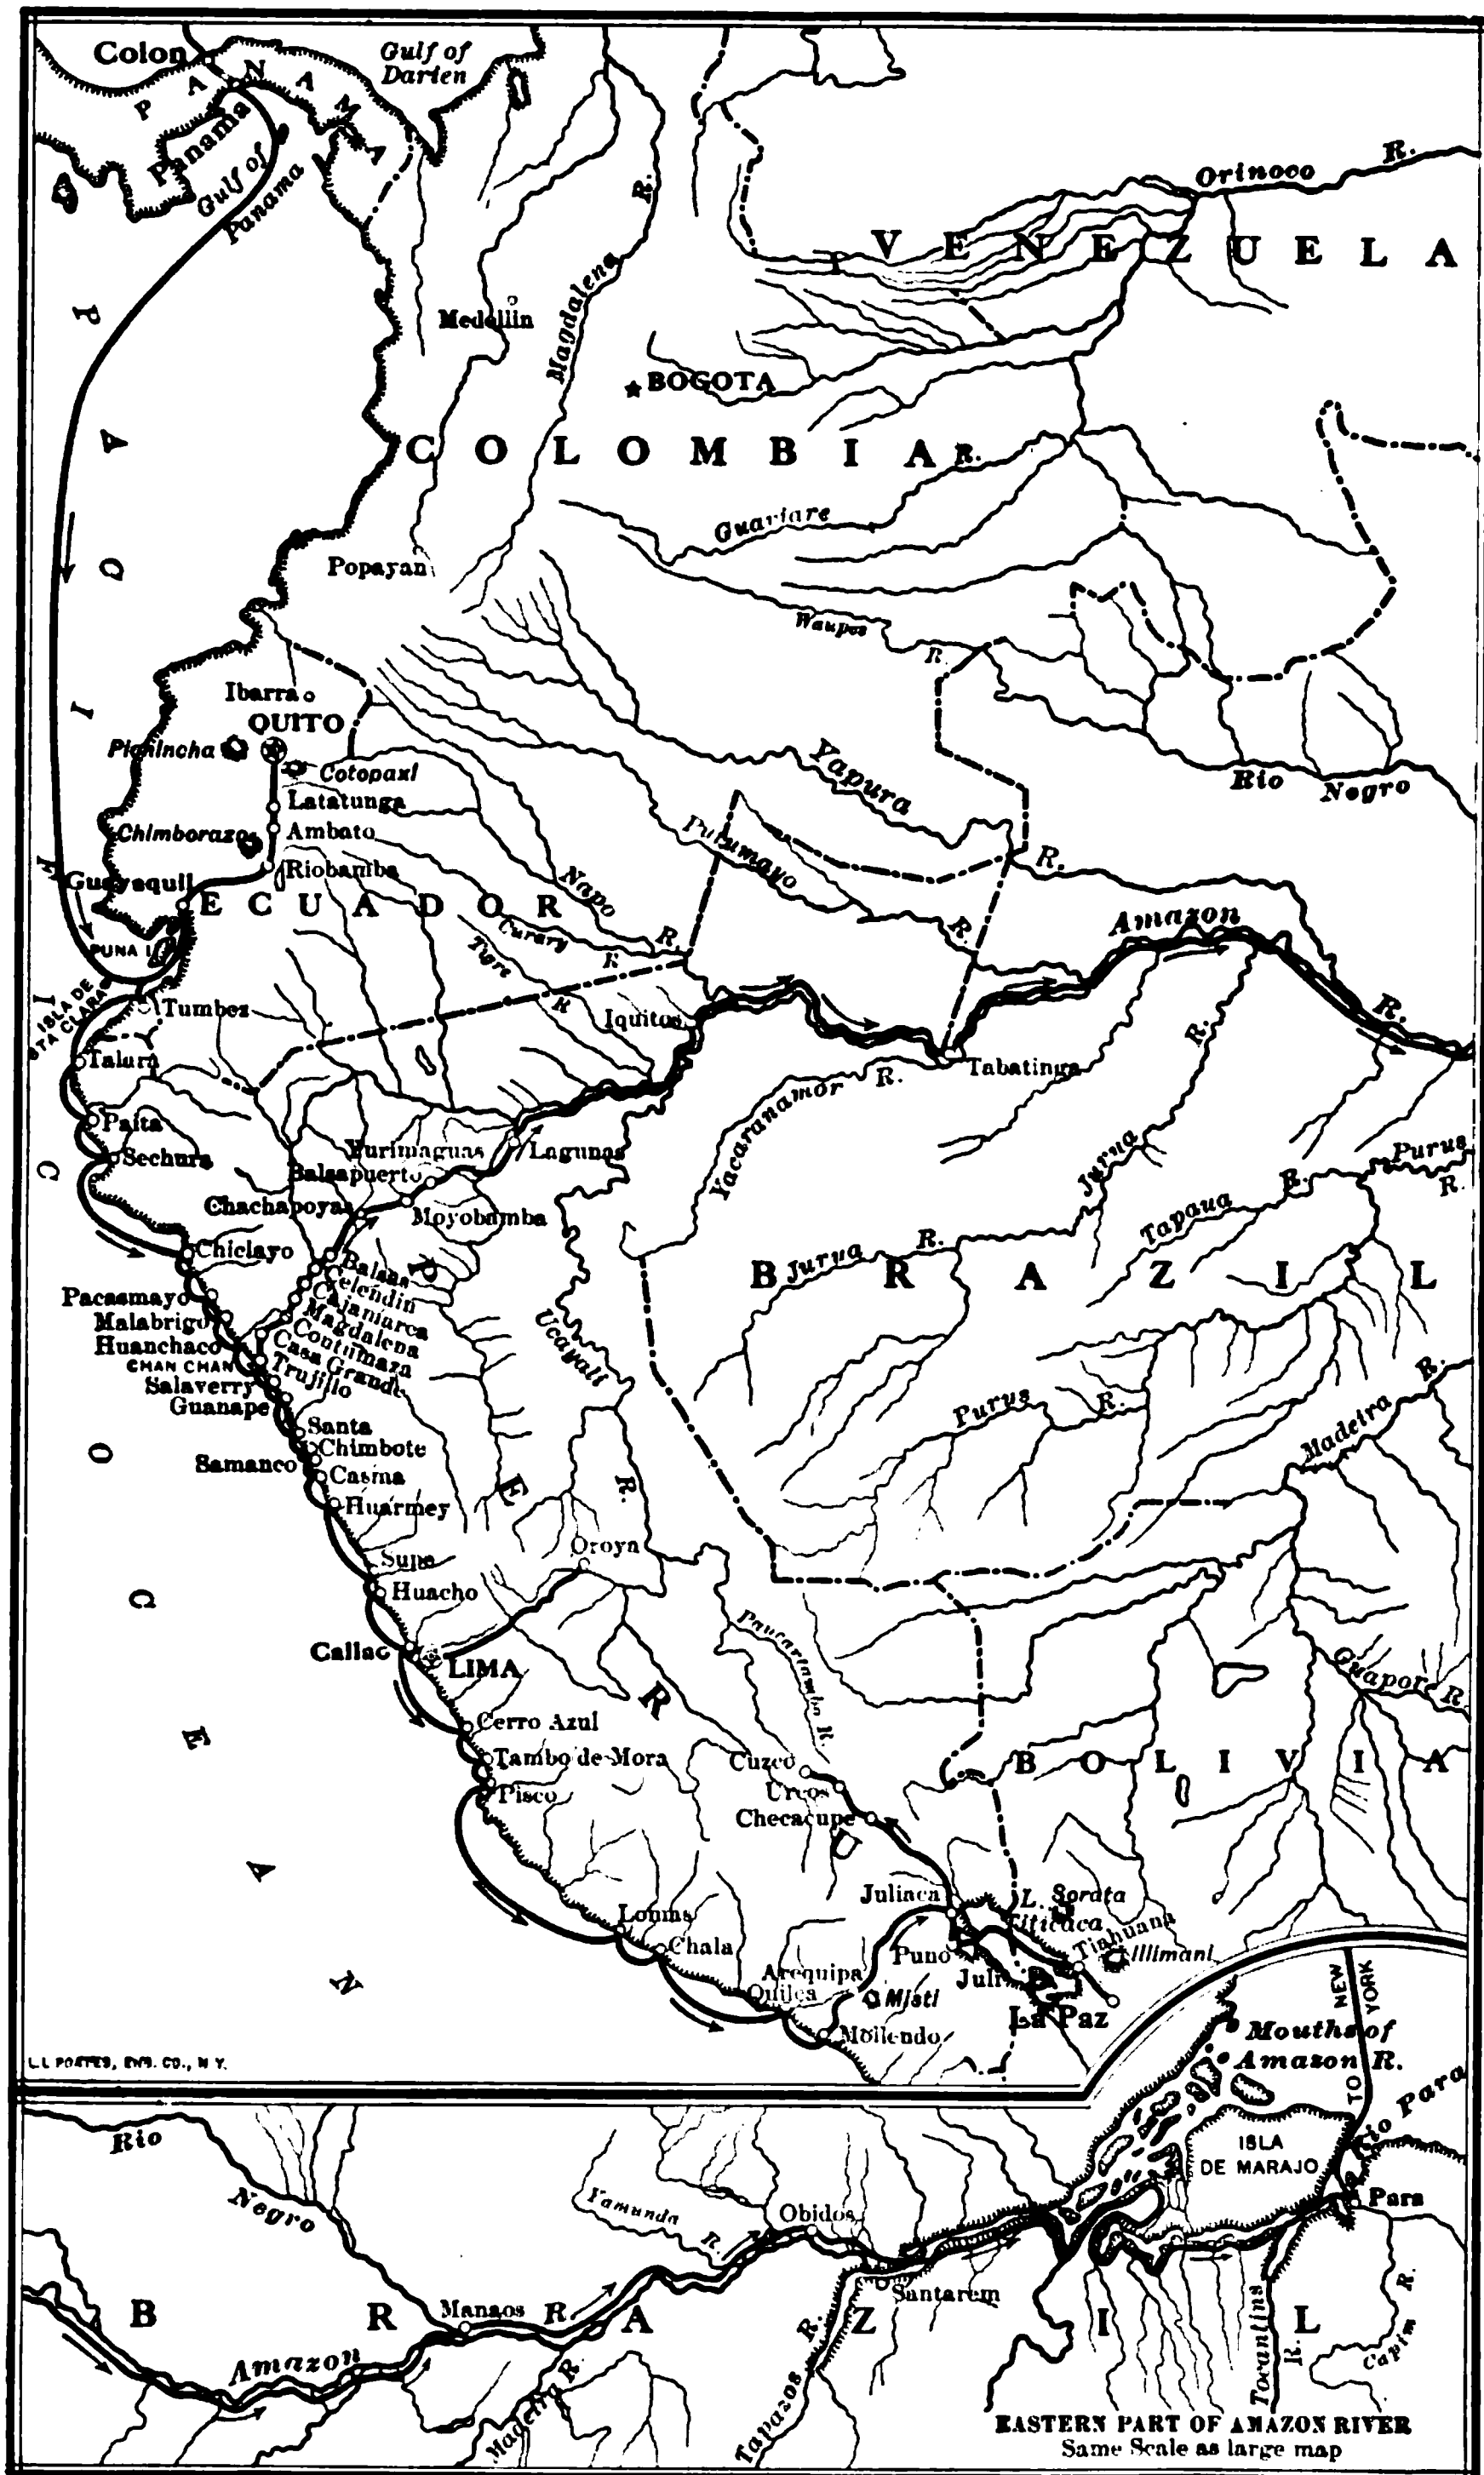 Colon
PANAMA
Gulf of
Darien
Panama
Gulf of
Panama
Orinoco R.
VENEZUELA
Magdalena R.
Medellin
BOGOTA
COLOMBIA
Guaviare R.
Popayan
Waupes R.
Ibarra
QUITO
Pichincha
Cotopaxi
Latatunga
Chimborazo
Ambato
Riobamba
Guayaquil
ECUADOR
PUNA I.
ISLA DE
STA CLARA
Napo R.
Curary R
Tigre R
Putumayo R.
Yapura R.
Rio Negro
Amazon R.
Tumbez
Talura
Paita
Sechura
Iquitos
Tabatinga
Yacaranamor R.
Yurimaguas
Lagunas
Balsapuerto
Chachapoyas
Moyobamba
Chiclayo
Balsas
Celendin
Cajamarca
Magdalena
Contumaza
Casa Grande
Trujillo
Pacasmayo
Malabrigo
Huanchaco
CHAN CHAN
Salaverry
Guanape
Santa
Chimbote
Samanco
Casma
Huarmey
Supe
Huacho
Callao
LIMA
Oroya
Ucayali R.
Jurua R.
Jurua R.
Tapaua R.
Purus R.
BRAZIL
Purus R.
Madeira R.
PERU
Paucartambo R.
Guapore R.
Cerro Azul
Tambo de Mora
Pisco
Cuzco
Urcos
Checacupe
BOLIVIA
Juliaca
L. Titicaca
Sorata
Tiahuana
Illimani
Puno
Juli
La Paz
Lomas
Chala
Arequipa
Quilca
Misti
Mollendo
PACIFIC OCEAN
L.L. POATES, ENG. CO., N.Y.
TO NEW YORK
Mouths of
Amazon R.
Rio Para
ISLA
DE MARAJO
Para
Rio Negro
Yamunda R.
Obidos
Santarem
Manaos
BRAZIL
Amazon R.
Madeira R.
Tapazos R.
Tocantins R.
Capim R.
EASTERN PART OF AMAZON RIVER
Same Scale as large map